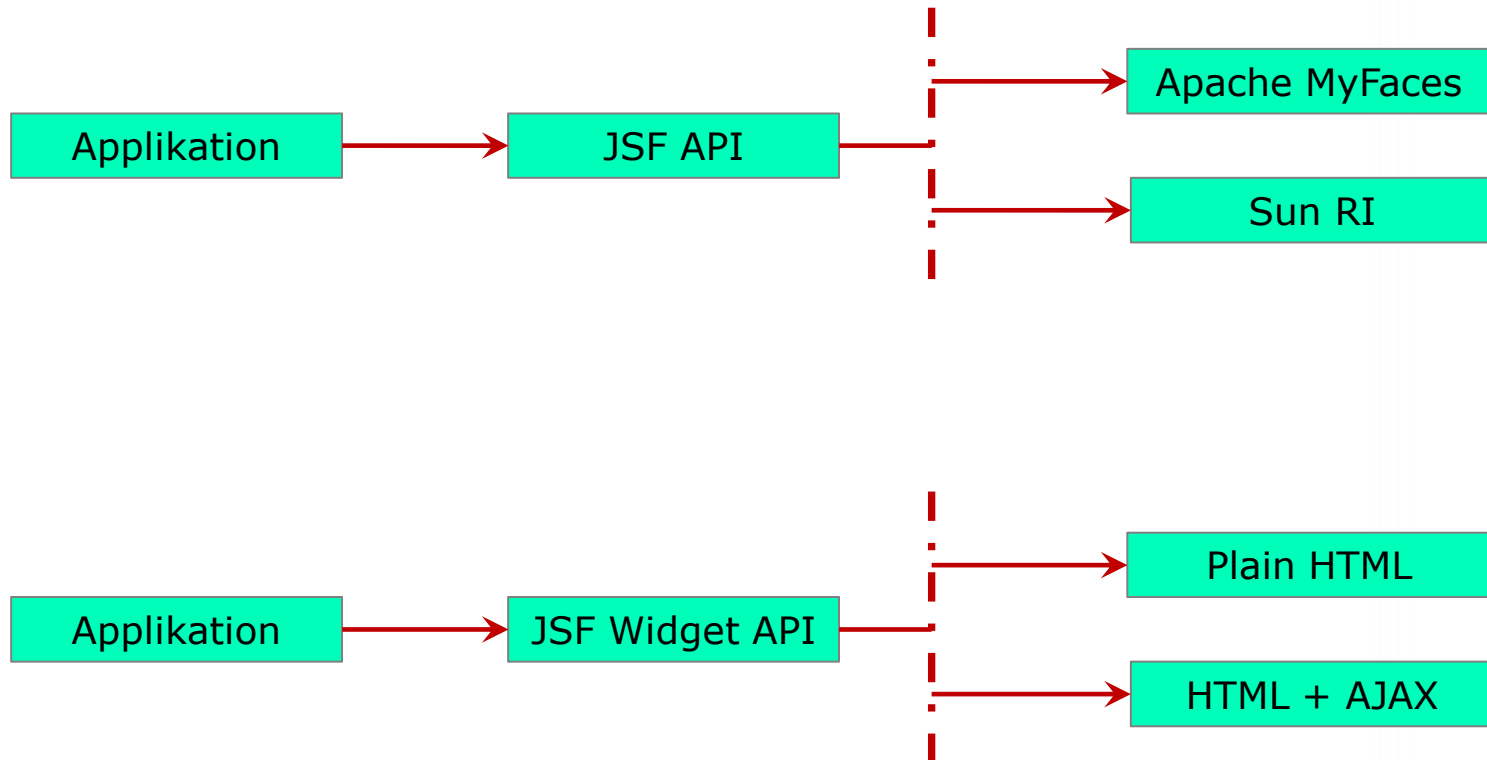 Apache MyFaces
Applikation
JSF API
Sun RI
Plain HTML
Applikation
JSF Widget API
HTML + AJAX